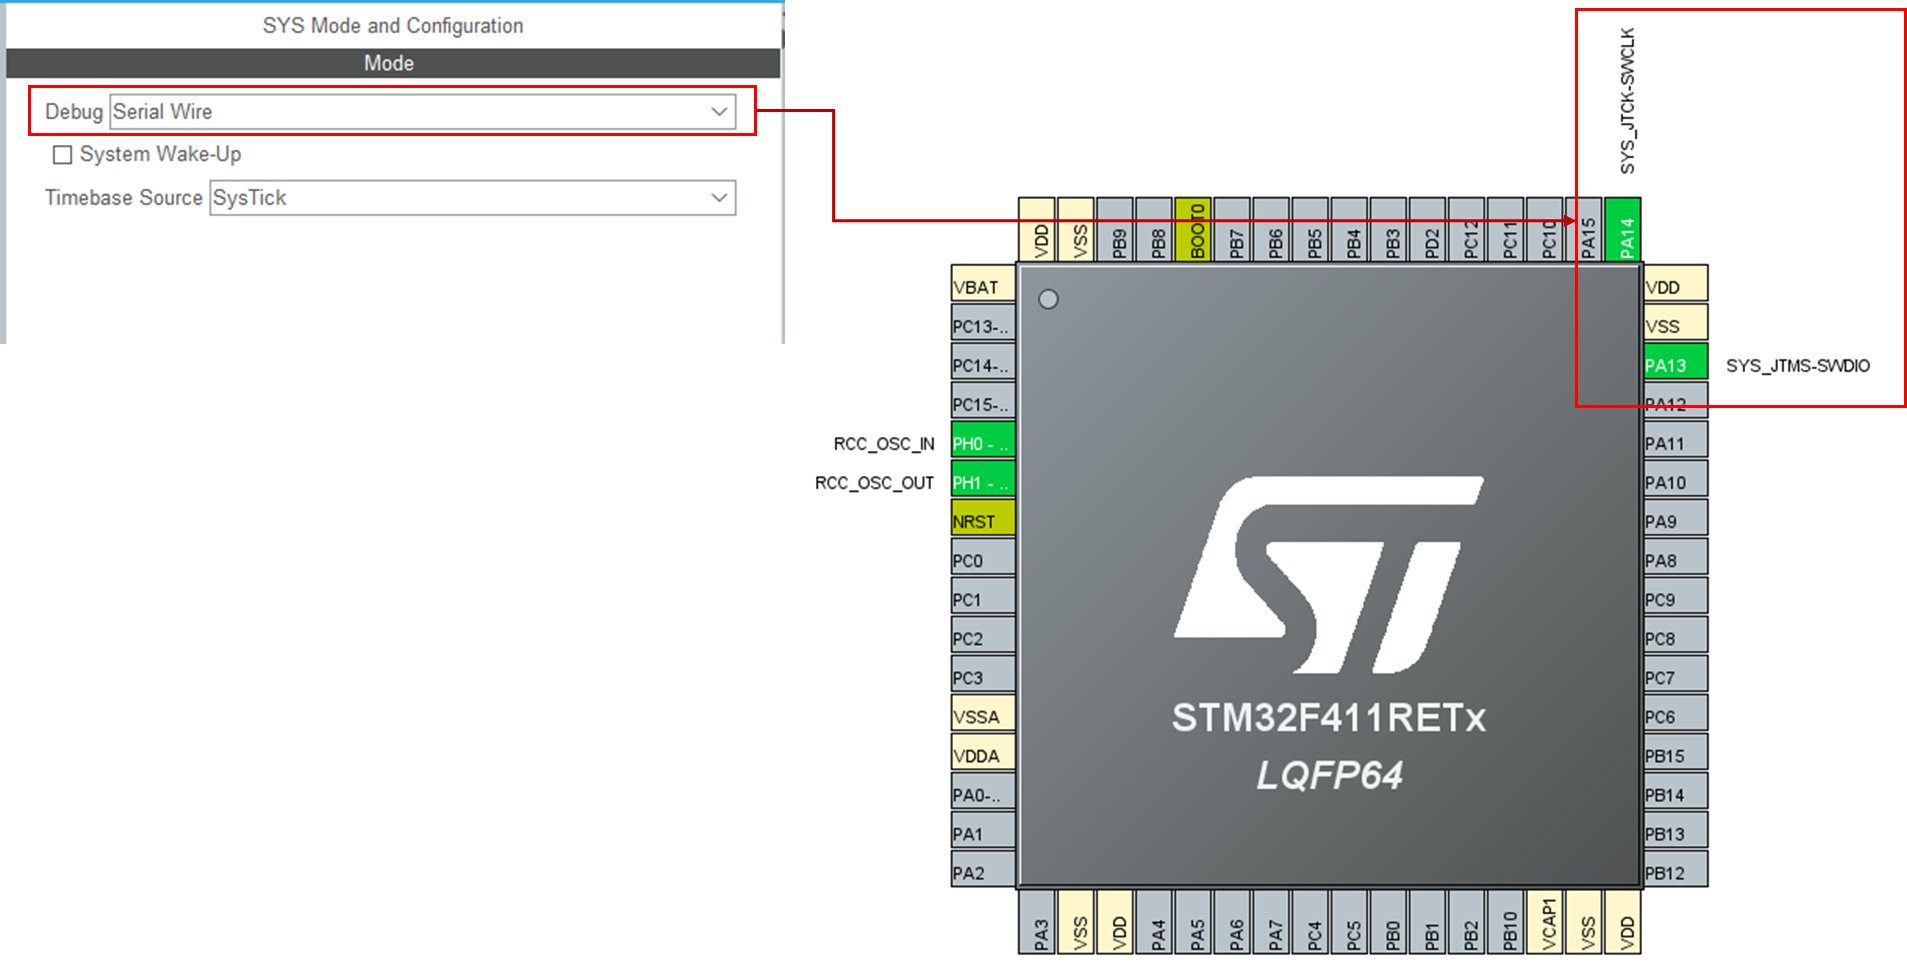 SYS Mode and Configuration
Mode
Debug Serial Wire
System Wake-Up
Timebase Source SysTick
SYS_JTCK-SWCLK
VDD
VSS
PB9
PB8
BOOT0
PB7
PB6
PB5
PB4
PB3
PD2
PC12
PC11
PC10
PA15
PA14
VBAT
PC13-..
PC14-..
PC15-..
RCC_OSC_IN PH0 - ..
RCC_OSC_OUT PH1 - ..
NRST
PC0
PC1
PC2
PC3
VSSA
VDDA
PA0-..
PA1
PA2
VDD
VSS
PA13 SYS_JTMS-SWDIO
PA12
PA11
PA10
PA9
PA8
PC9
PC8
PC7
PC6
PB15
PB14
PB13
PB12
ST
STM32F411RETx
LQFP64
PA3
VSS
VDD
PA4
PA5
PA6
PA7
PC4
PC5
PB0
PB1
PB2
PB10
VCAP1
VSS
VDD